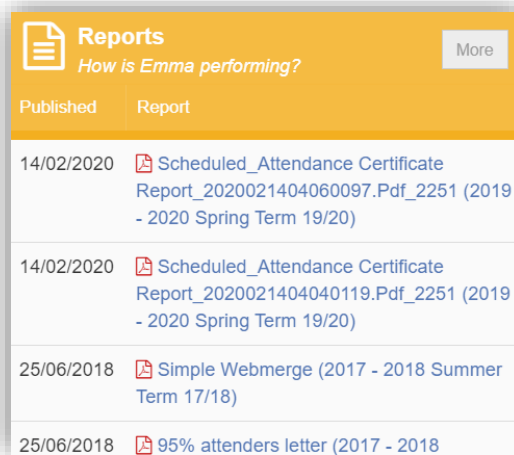 Reports
How is Emma performing?
More
Published Report
14/02/2020 Scheduled_Attendance Certificate
Report_2020021404060097.Pdf_2251 (2019
- 2020 Spring Term 19/20)
14/02/2020 Scheduled_Attendance Certificate
Report_2020021404040119.Pdf_2251 (2019
- 2020 Spring Term 19/20)
25/06/2018 Simple Webmerge (2017 - 2018 Summer
Term 17/18)
25/06/2018 95% attenders letter (2017 - 2018